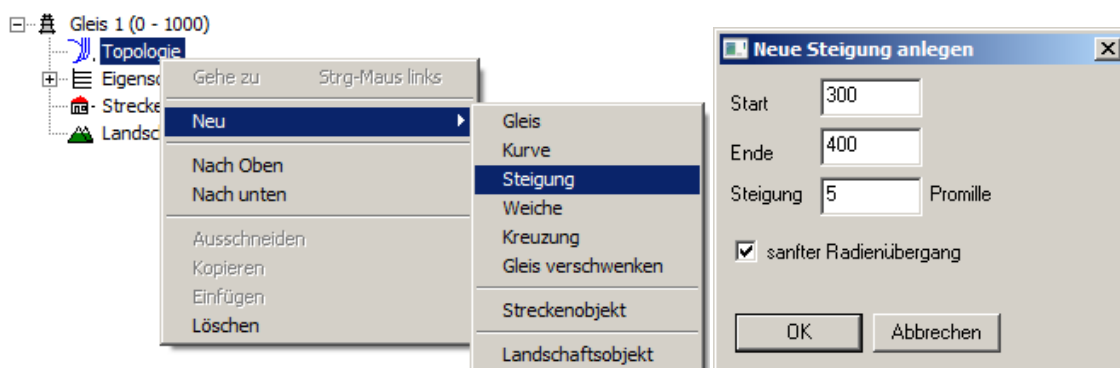 Gleis 1 (0 - 1000)
Topologie
Eigensc
Strecke
Landsc
Gehe zu Strg-Maus links
Neu
Nach Oben
Nach unten
Ausschneiden
Kopieren
Einfügen
Löschen
Gleis
Kurve
Steigung
Weiche
Kreuzung
Gleis verschwenken
Streckenobjekt
Landschaftsobjekt
Neue Steigung anlegen
Start 300
Ende 400
Steigung 5 Promille
sanfter Radienübergang
OK Abbrechen